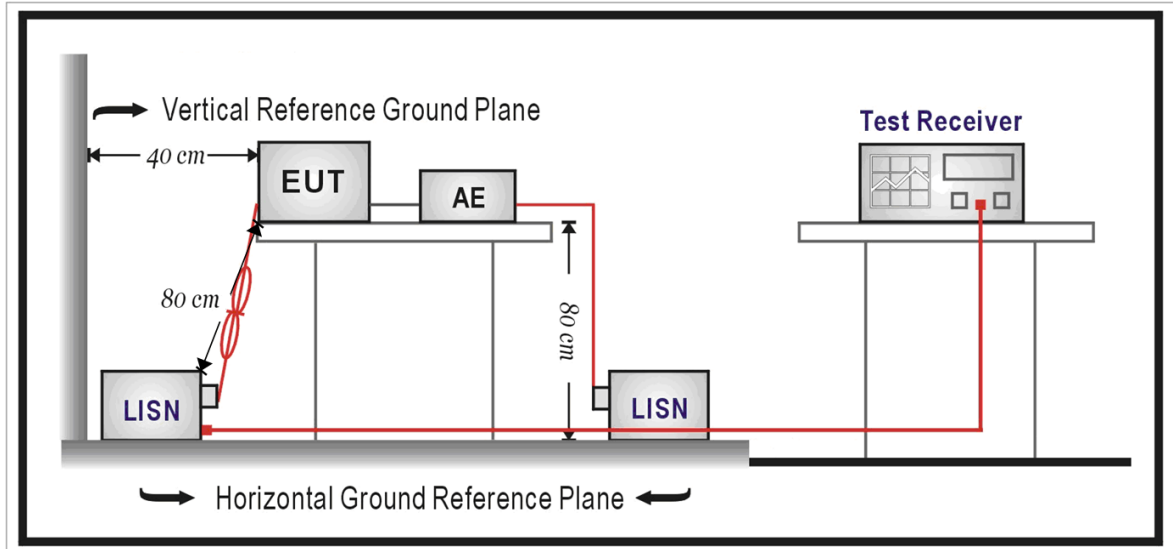 Vertical Reference Ground Plane
Test Receiver
40 cm
EUT
AE
80 cm
80 cm
LISN
LISN
Horizontal Ground Reference Plane